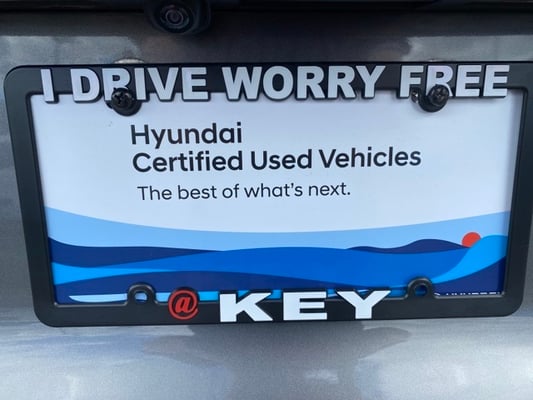 I DRIVE WORRY FREE
Hyundai
Certified Used Vehicles
The best of what's next.
@ KEY